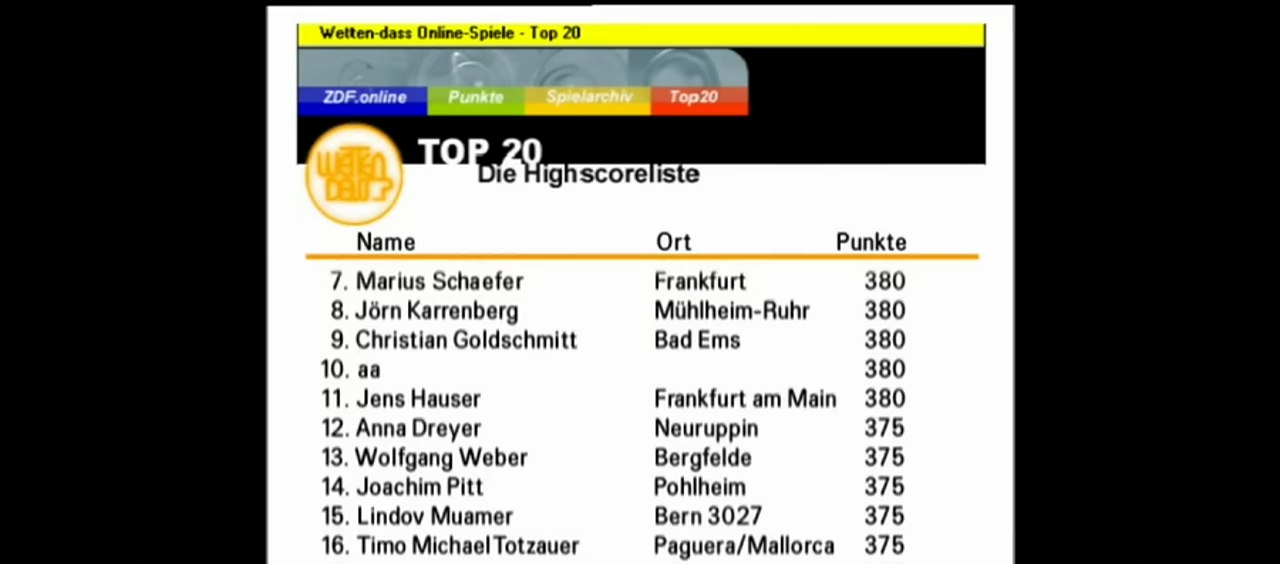 Wetten-dass Online-Spiele - Top 20
ZDF.online Punkte Spielarchiv Top20
WETTEN DASS..?
TOP 20
Die Highscoreliste
Name Ort Punkte
7. Marius Schaefer Frankfurt 380
8. Jörn Karrenberg Mühlheim-Ruhr 380
9. Christian Goldschmitt Bad Ems 380
10. aa 380
11. Jens Hauser Frankfurt am Main 380
12. Anna Dreyer Neuruppin 375
13. Wolfgang Weber Bergfelde 375
14. Joachim Pitt Pohlheim 375
15. Lindov Muamer Bern 3027 375
16. Timo Michael Totzauer Paguera/Mallorca 375